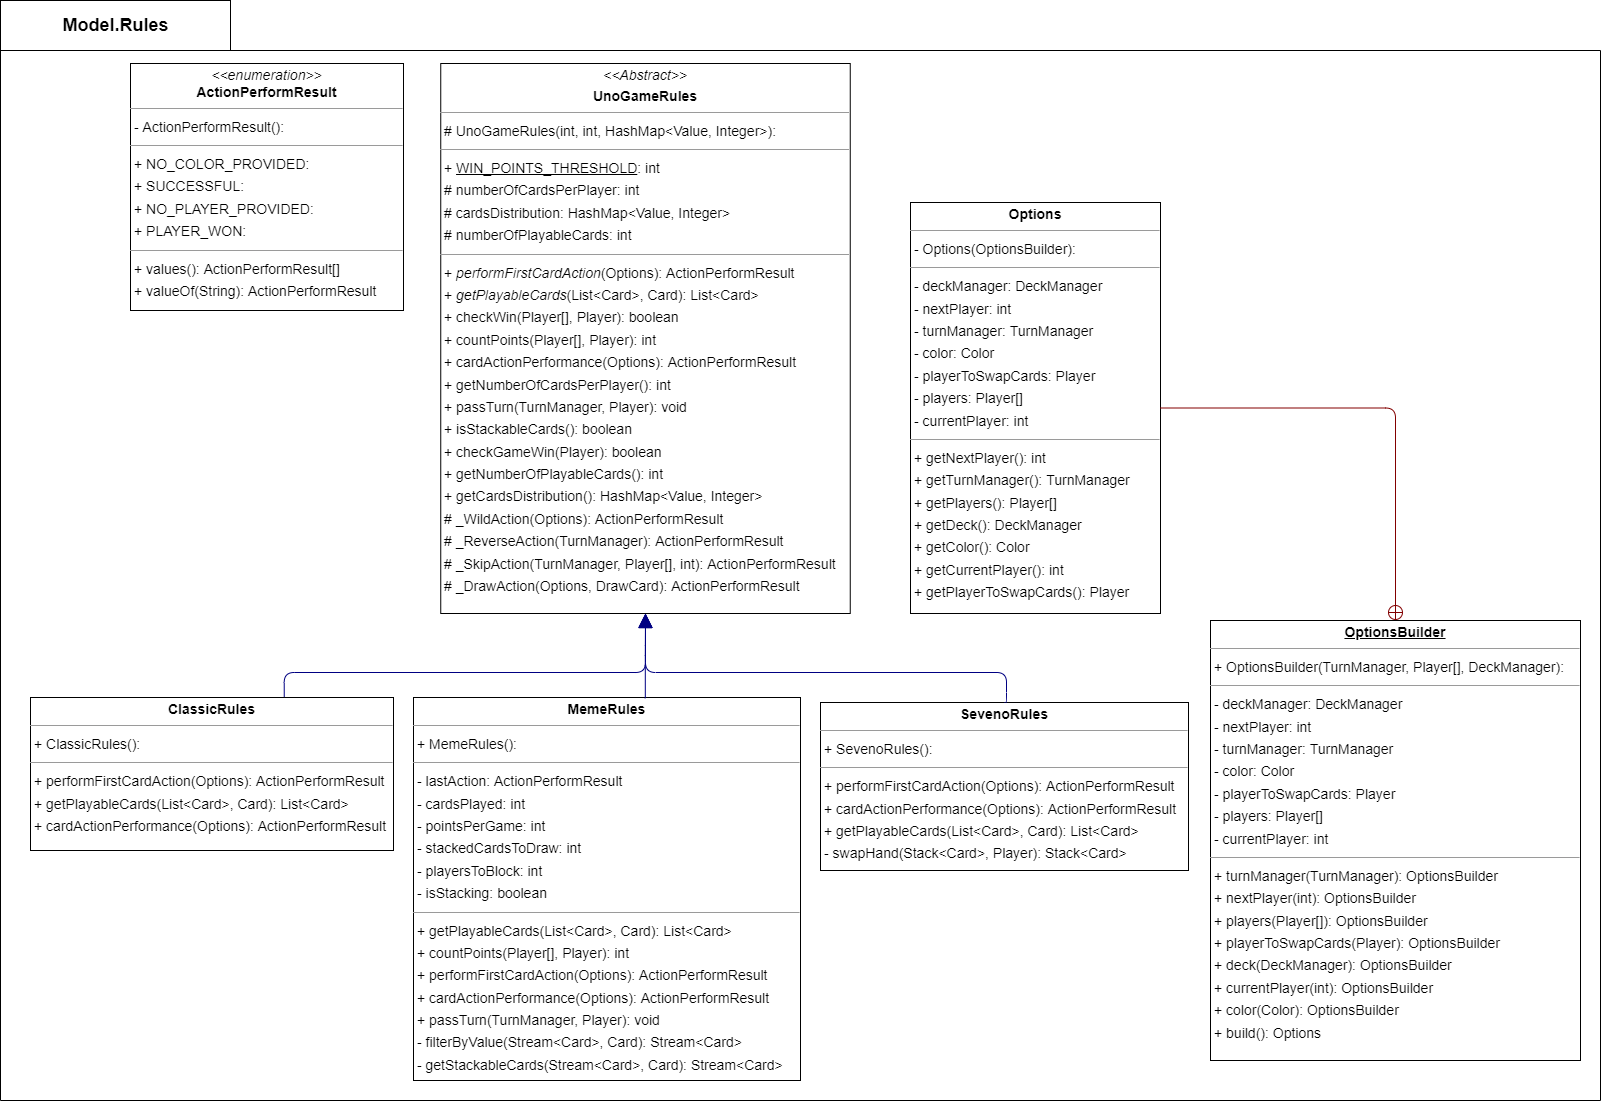 Model.Rules
<<enumeration>>
ActionPerformResult
- ActionPerformResult():
+ NO_COLOR_PROVIDED:
+ SUCCESSFUL:
+ NO_PLAYER_PROVIDED:
+ PLAYER_WON:
+ values(): ActionPerformResult[]
+ valueOf(String): ActionPerformResult
<<Abstract>>
UnoGameRules
# UnoGameRules(int, int, HashMap<Value, Integer>):
+ WIN_POINTS_THRESHOLD: int
# numberOfCardsPerPlayer: int
# cardsDistribution: HashMap<Value, Integer>
# numberOfPlayableCards: int
+ performFirstCardAction(Options): ActionPerformResult
+ getPlayableCards(List<Card>, Card): List<Card>
+ checkWin(Player[], Player): boolean
+ countPoints(Player[], Player): int
+ cardActionPerformance(Options): ActionPerformResult
+ getNumberOfCardsPerPlayer(): int
+ passTurn(TurnManager, Player): void
+ isStackableCards(): boolean
+ checkGameWin(Player): boolean
+ getNumberOfPlayableCards(): int
+ getCardsDistribution(): HashMap<Value, Integer>
# _WildAction(Options): ActionPerformResult
# _ReverseAction(TurnManager): ActionPerformResult
# _SkipAction(TurnManager, Player[], int): ActionPerformResult
# _DrawAction(Options, DrawCard): ActionPerformResult
Options
- Options(OptionsBuilder):
- deckManager: DeckManager
- nextPlayer: int
- turnManager: TurnManager
- color: Color
- playerToSwapCards: Player
- players: Player[]
- currentPlayer: int
+ getNextPlayer(): int
+ getTurnManager(): TurnManager
+ getPlayers(): Player[]
+ getDeck(): DeckManager
+ getColor(): Color
+ getCurrentPlayer(): int
+ getPlayerToSwapCards(): Player
ClassicRules
+ ClassicRules():
+ performFirstCardAction(Options): ActionPerformResult
+ getPlayableCards(List<Card>, Card): List<Card>
+ cardActionPerformance(Options): ActionPerformResult
MemeRules
+ MemeRules():
- lastAction: ActionPerformResult
- cardsPlayed: int
- pointsPerGame: int
- stackedCardsToDraw: int
- playersToBlock: int
- isStacking: boolean
+ getPlayableCards(List<Card>, Card): List<Card>
+ countPoints(Player[], Player): int
+ performFirstCardAction(Options): ActionPerformResult
+ cardActionPerformance(Options): ActionPerformResult
+ passTurn(TurnManager, Player): void
- filterByValue(Stream<Card>, Card): Stream<Card>
- getStackableCards(Stream<Card>, Card): Stream<Card>
SevenoRules
+ SevenoRules():
+ performFirstCardAction(Options): ActionPerformResult
+ cardActionPerformance(Options): ActionPerformResult
+ getPlayableCards(List<Card>, Card): List<Card>
- swapHand(Stack<Card>, Player): Stack<Card>
OptionsBuilder
+ OptionsBuilder(TurnManager, Player[], DeckManager):
- deckManager: DeckManager
- nextPlayer: int
- turnManager: TurnManager
- color: Color
- playerToSwapCards: Player
- players: Player[]
- currentPlayer: int
+ turnManager(TurnManager): OptionsBuilder
+ nextPlayer(int): OptionsBuilder
+ players(Player[]): OptionsBuilder
+ playerToSwapCards(Player): OptionsBuilder
+ deck(DeckManager): OptionsBuilder
+ currentPlayer(int): OptionsBuilder
+ color(Color): OptionsBuilder
+ build(): Options